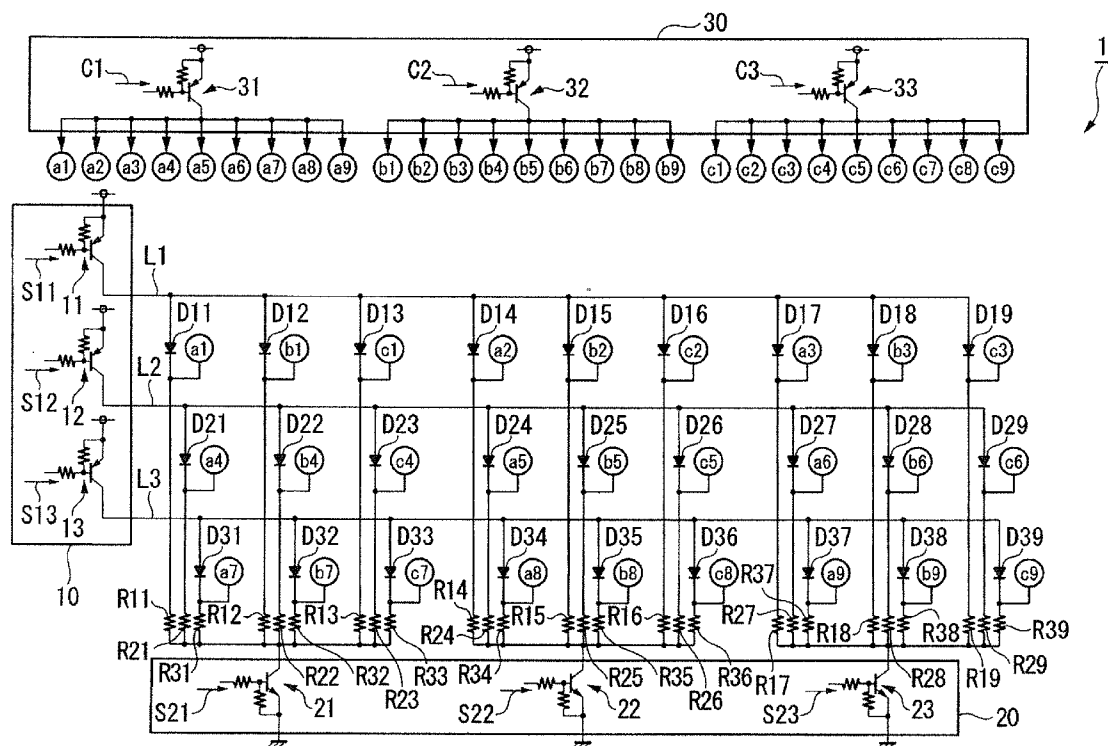 30
1
C1
31
C2
32
C3
33
a1 a2 a3 a4 a5 a6 a7 a8 a9 b1 b2 b3 b4 b5 b6 b7 b8 b9 c1 c2 c3 c4 c5 c6 c7 c8 c9
L1
S11
11
D11 D12 D13 D14 D15 D16 D17 D18 D19
a1 b1 c1 a2 b2 c2 a3 b3 c3
L2
S12
12
D21 D22 D23 D24 D25 D26 D27 D28 D29
a4 b4 c4 a5 b5 c5 a6 b6 c6
L3
S13
13
D31 D32 D33 D34 D35 D36 D37 D38 D39
a7 b7 c7 a8 b8 c8 a9 b9 c9
10
R11 R12 R13 R14 R15 R16 R27 R37 R18 R38 R39
R21 R31 R22 R32 R23 R33 R24 R34 R25 R35 R26 R36 R17 R28 R19 R29
S21
21
S22
22
S23
23
20